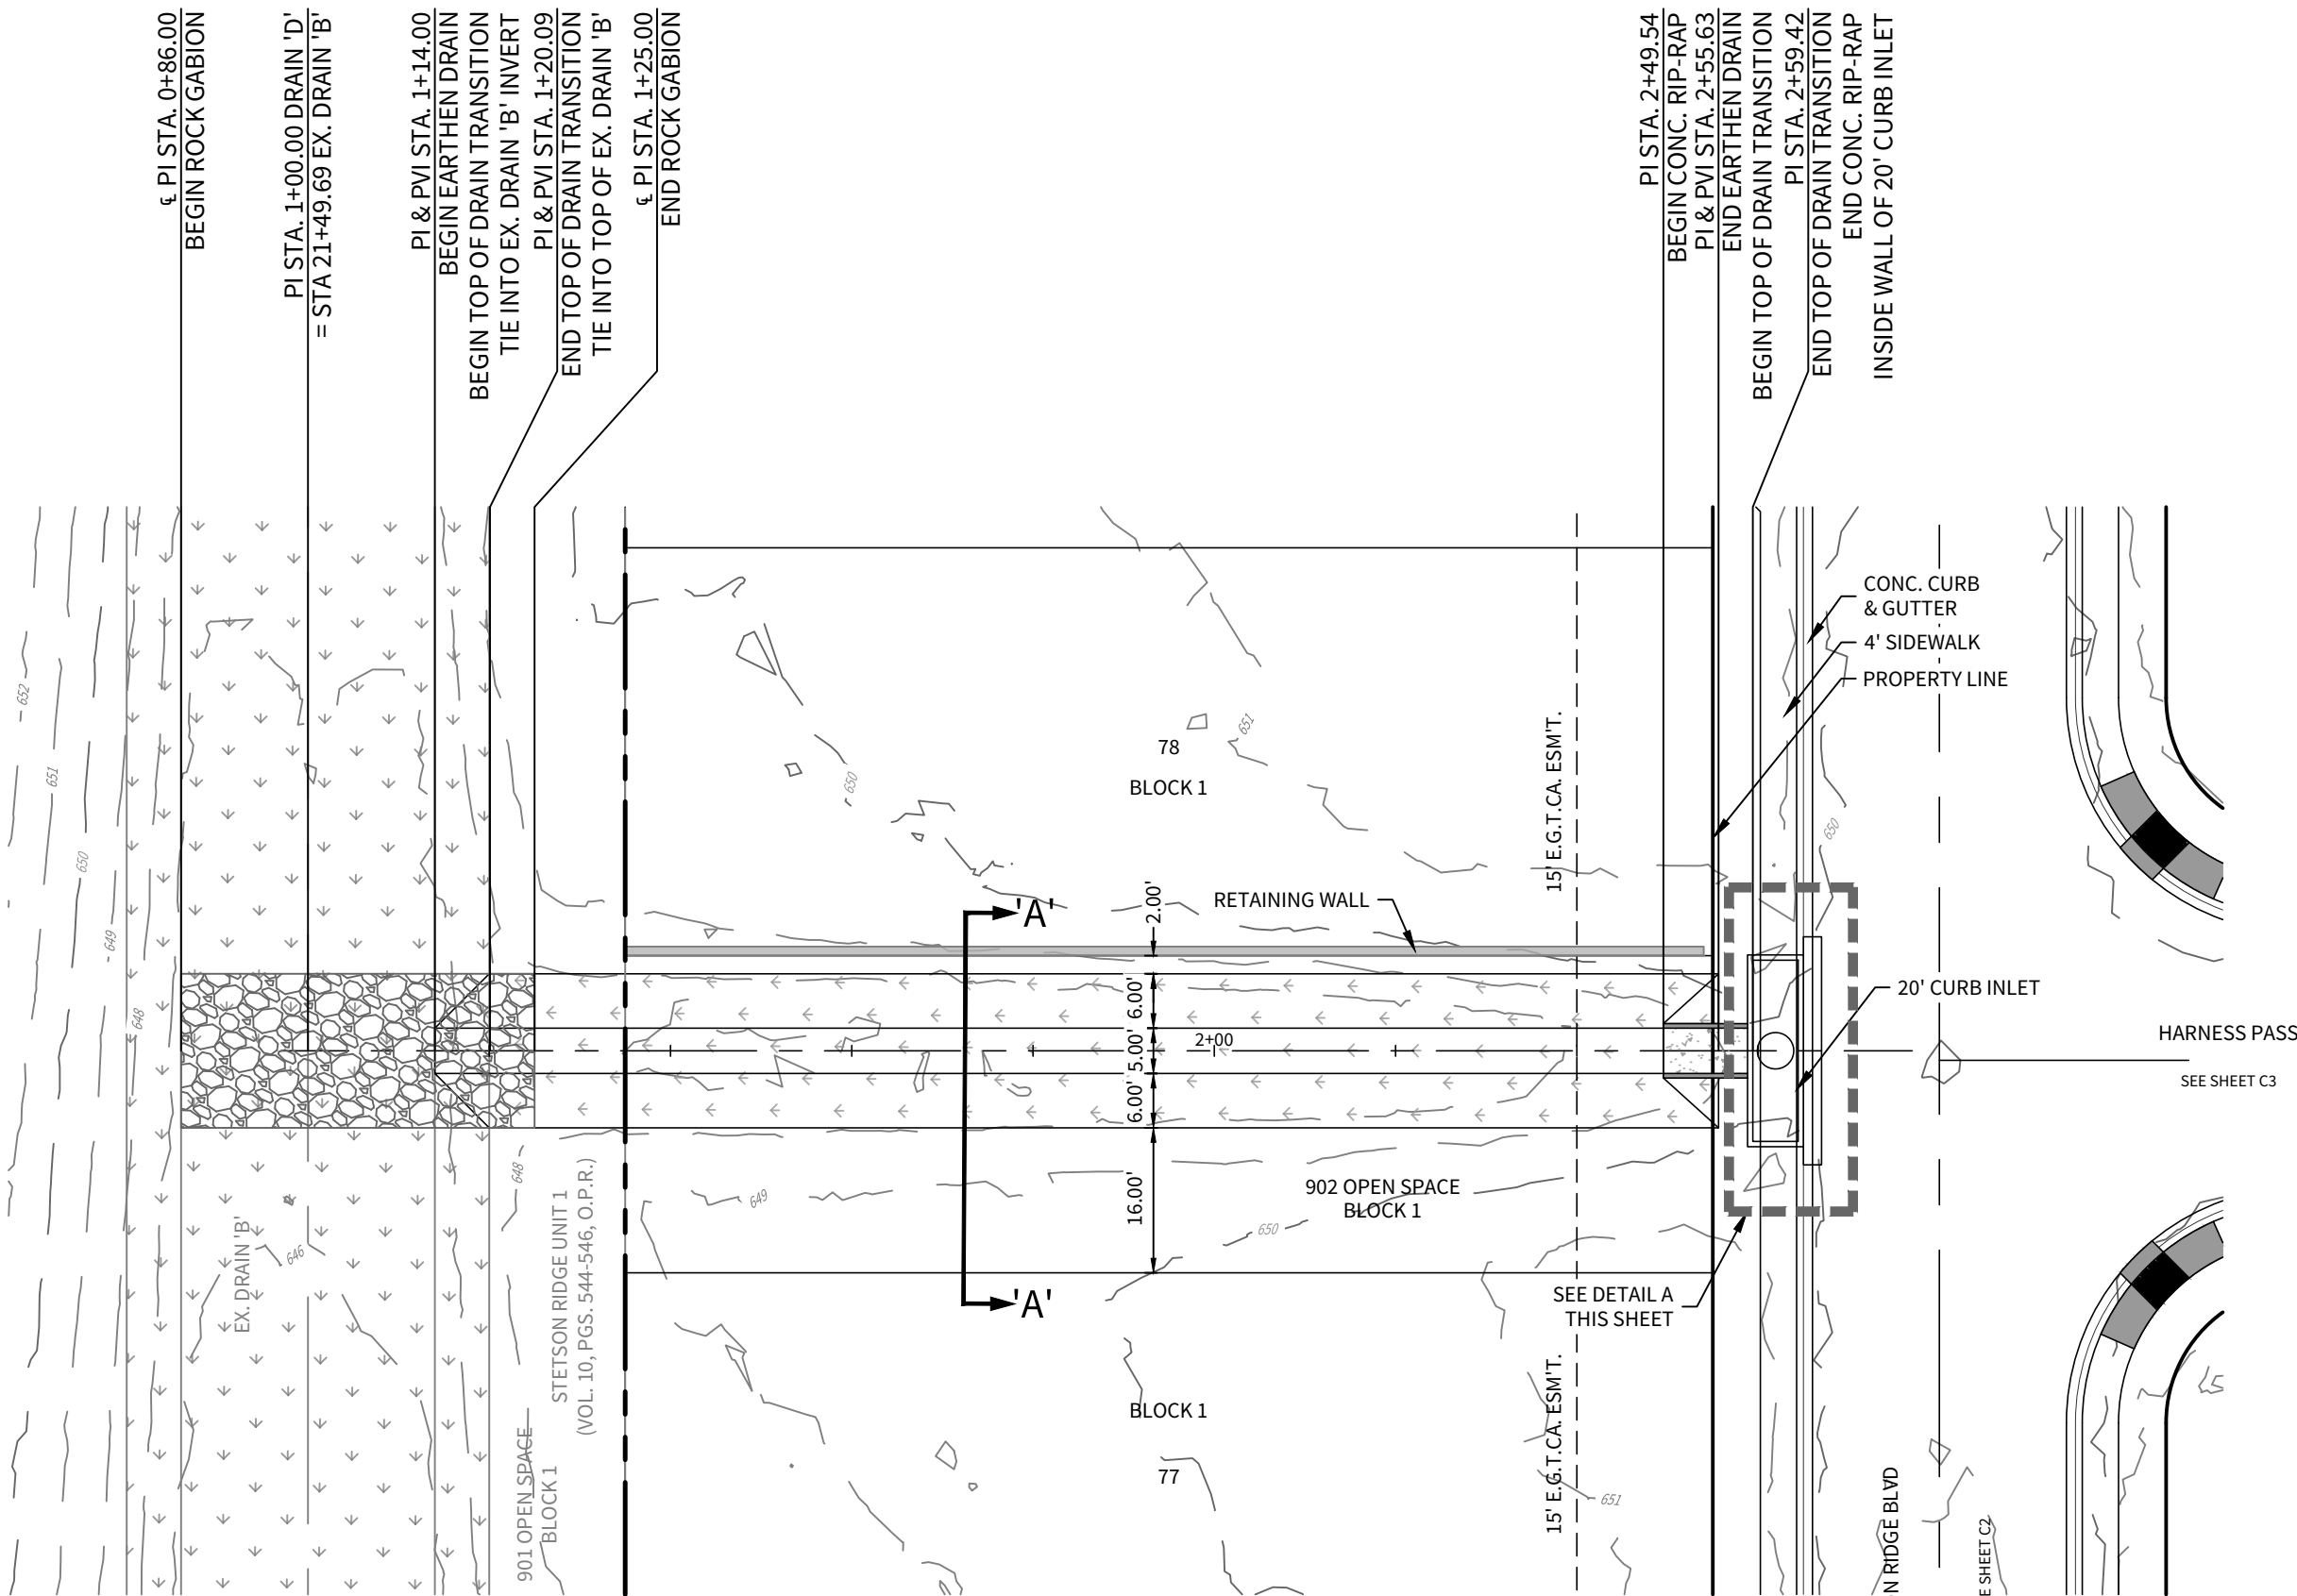 ℄ PI STA. 0+86.00
BEGIN ROCK GABION
PI STA. 1+00.00 DRAIN 'D'
= STA 21+49.69 EX. DRAIN 'B'
PI & PVI STA. 1+14.00
BEGIN EARTHEN DRAIN
BEGIN TOP OF DRAIN TRANSITION
TIE INTO EX. DRAIN 'B' INVERT
PI & PVI STA. 1+20.09
END TOP OF DRAIN TRANSITION
TIE INTO TOP OF EX. DRAIN 'B'
℄ PI STA. 1+25.00
END ROCK GABION
PI STA. 2+49.54
BEGIN CONC. RIP-RAP
PI & PVI STA. 2+55.63
END EARTHEN DRAIN
BEGIN TOP OF DRAIN TRANSITION
PI STA. 2+59.42
END TOP OF DRAIN TRANSITION
END CONC. RIP-RAP
INSIDE WALL OF 20' CURB INLET
CONC. CURB
& GUTTER
4' SIDEWALK
PROPERTY LINE
652
651
650
649
648
78
BLOCK 1
651
650
650
15' E.G.T.CA. ESM'T.
RETAINING WALL
2.00'
'A'
6.00'
5.00'
6.00'
16.00'
2+00
20' CURB INLET
HARNESS PASS
SEE SHEET C3
902 OPEN SPACE
BLOCK 1
649
650
648
646
EX. DRAIN 'B'
STETSON RIDGE UNIT 1
(VOL. 10, PGS. 544-546, O.P.R.)
901 OPEN SPACE
BLOCK 1
'A'
SEE DETAIL A
THIS SHEET
BLOCK 1
77
15' E.G.T.CA. ESM'T.
651
N RIDGE BLVD
E SHEET C2